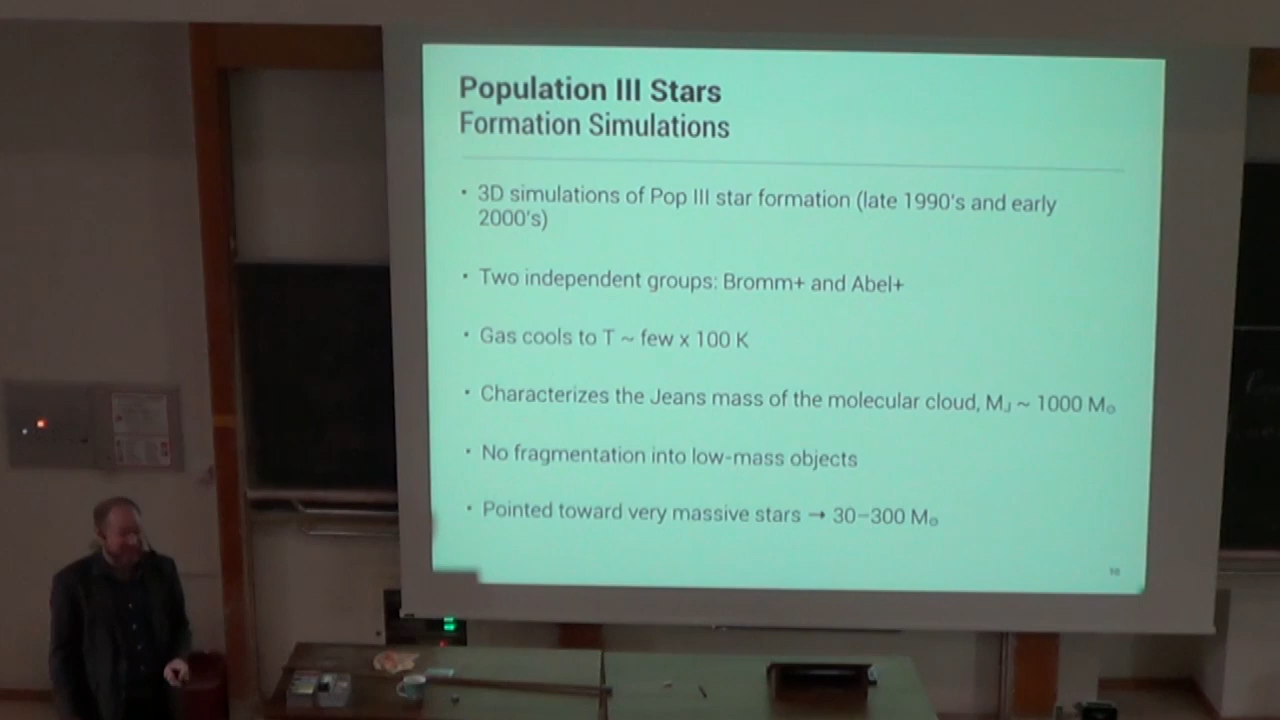 Population III Stars
Formation Simulations
• 3D simulations of Pop III star formation (late 1990's and early
2000's)
• Two independent groups: Bromm+ and Abel+
• Gas cools to T ~ few x 100 K
• Characterizes the Jeans mass of the molecular cloud, MJ ~ 1000 M⊙
• No fragmentation into low-mass objects
• Pointed toward very massive stars → 30–300 M⊙
10